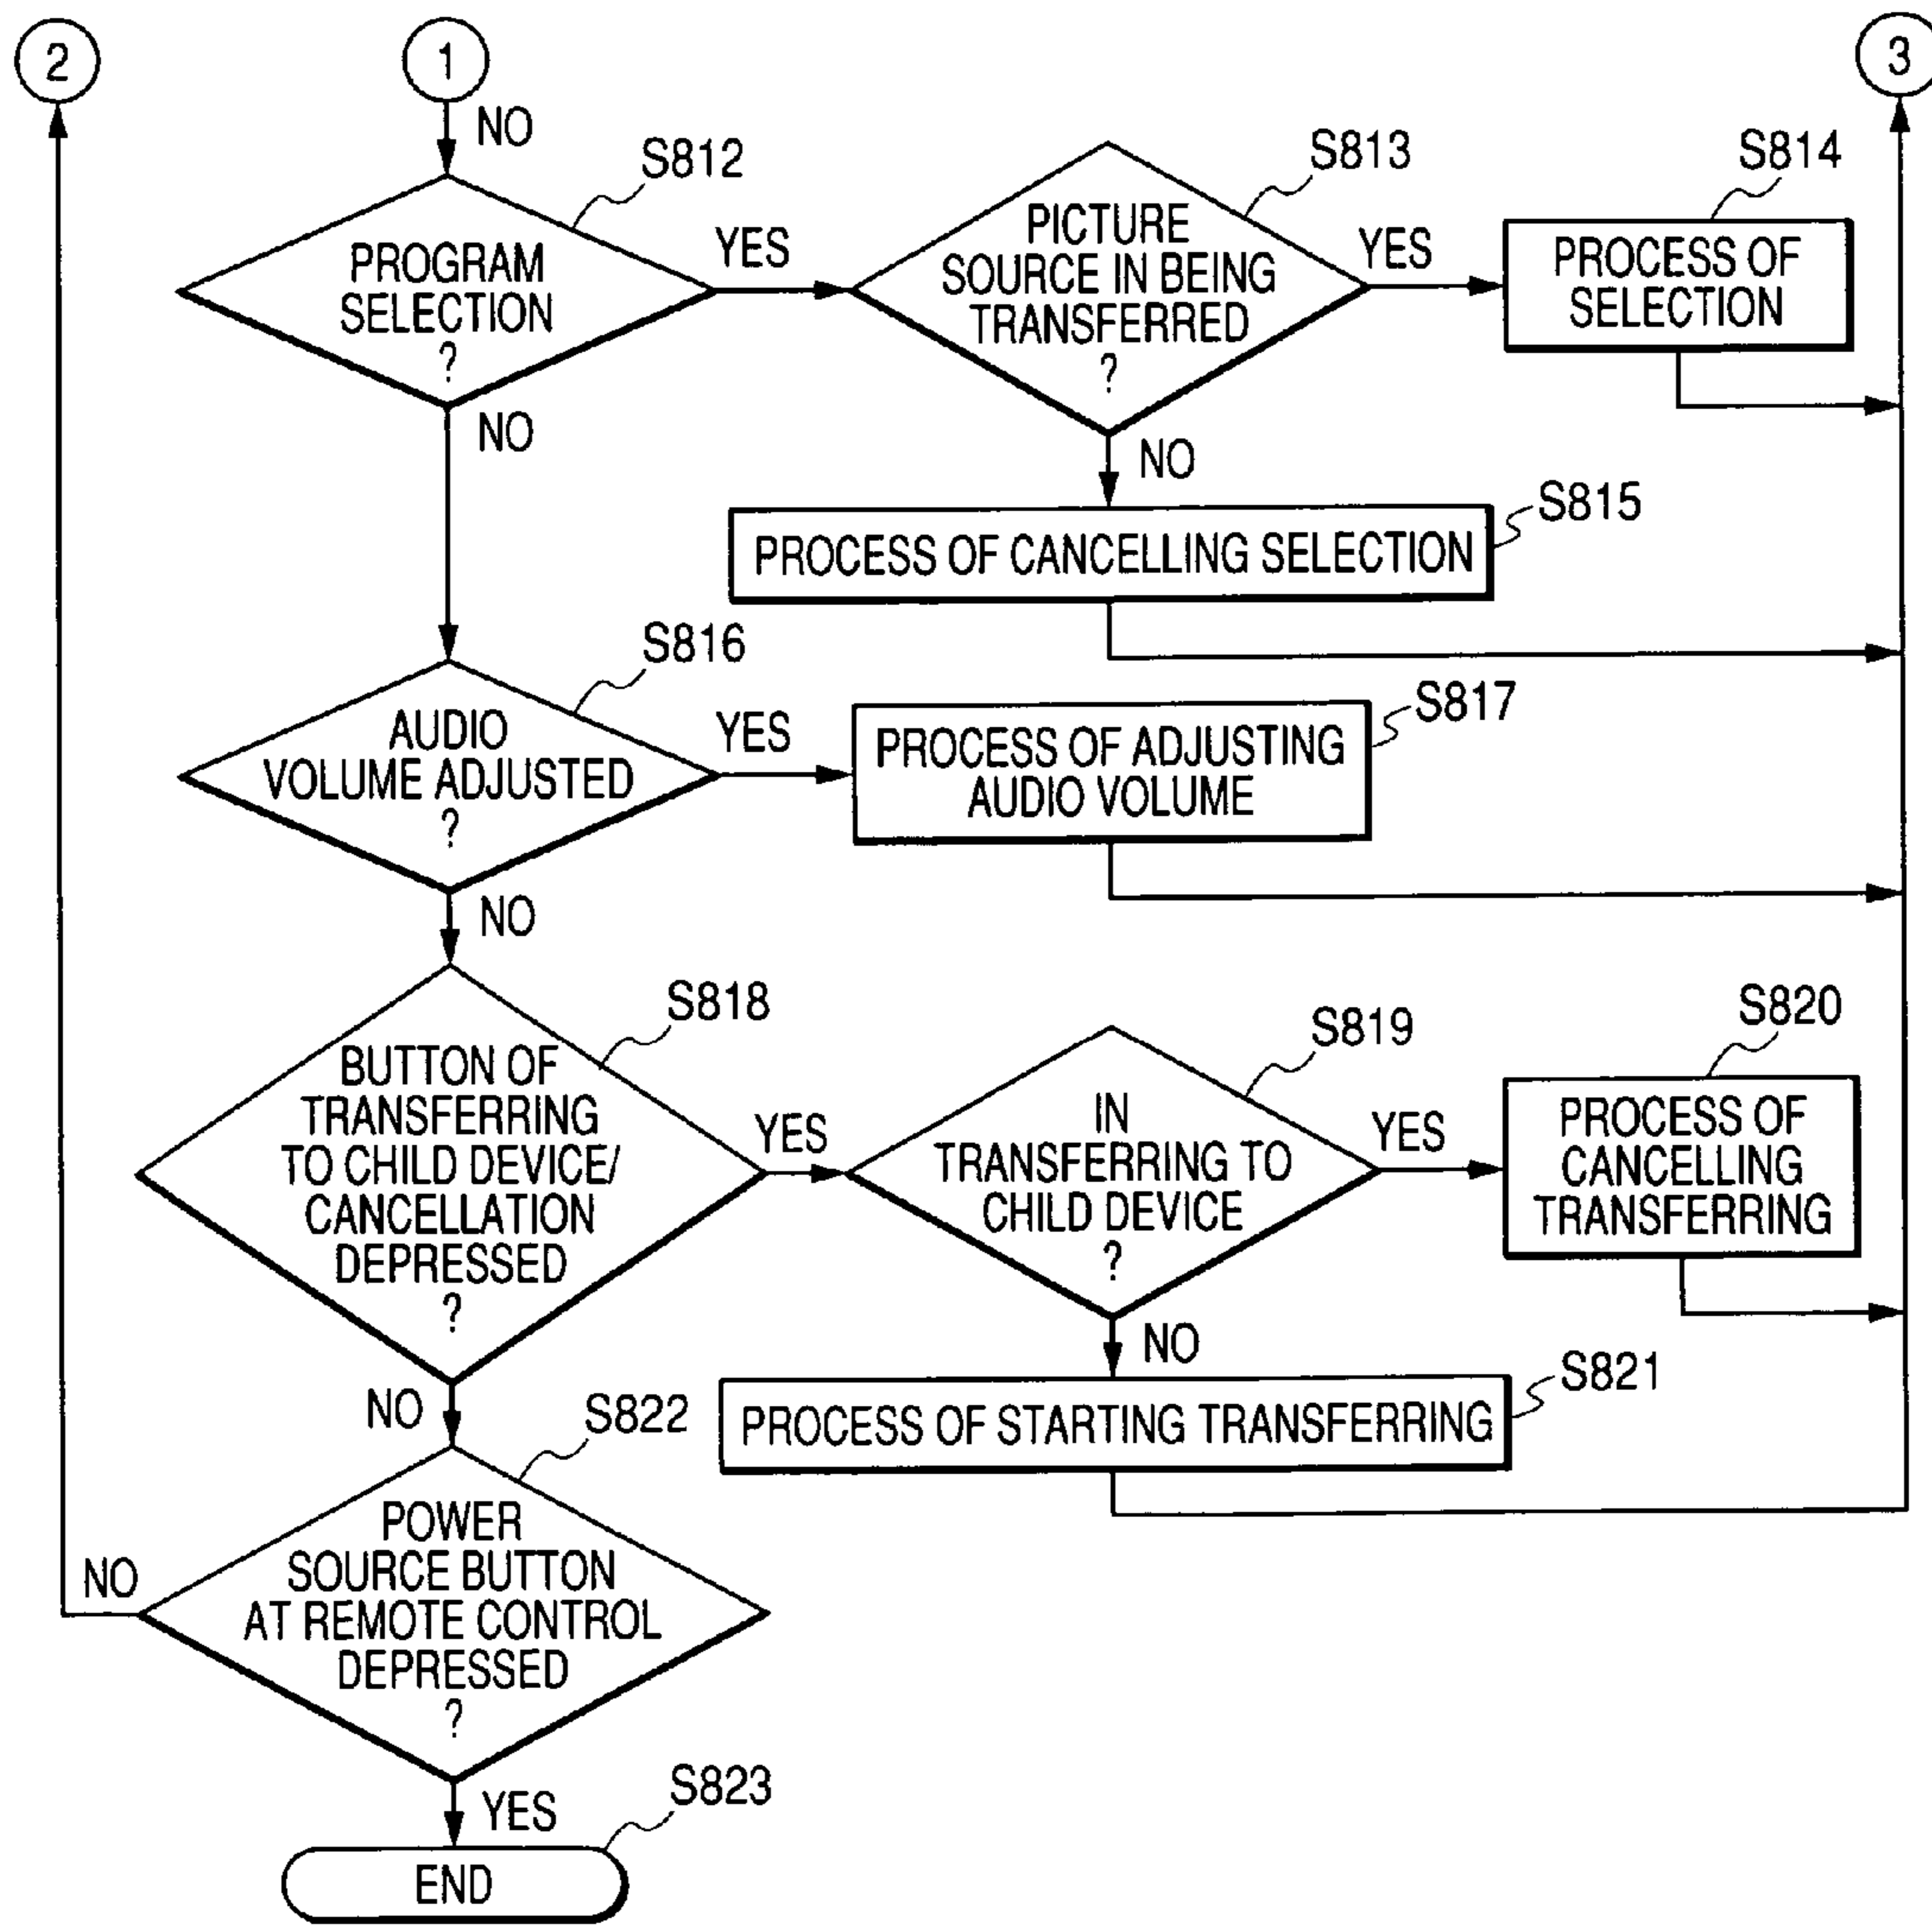 2
1
3
NO
S812
S813
S814
PROGRAM
SELECTION
?
YES
PICTURE
SOURCE IN BEING
TRANSFERRED
?
YES
PROCESS OF
SELECTION
NO
NO
S815
PROCESS OF CANCELLING SELECTION
S816
AUDIO
VOLUME ADJUSTED
?
YES
S817
PROCESS OF ADJUSTING
AUDIO VOLUME
NO
S818
BUTTON OF
TRANSFERRING
TO CHILD DEVICE/
CANCELLATION
DEPRESSED
?
YES
S819
IN
TRANSFERRING TO
CHILD DEVICE
?
YES
S820
PROCESS OF
CANCELLING
TRANSFERRING
NO
NO
S821
PROCESS OF STARTING TRANSFERRING
S822
POWER
SOURCE BUTTON
AT REMOTE CONTROL
DEPRESSED
?
NO
YES
S823
END